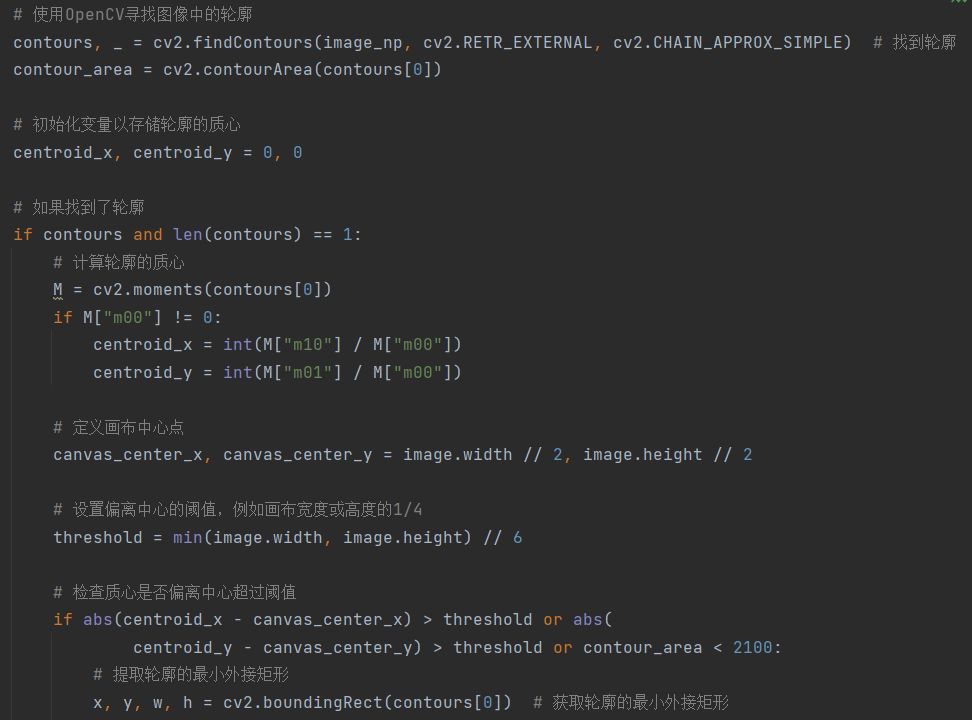 # 使用OpenCV寻找图像中的轮廓
contours, _ = cv2.findContours(image_np, cv2.RETR_EXTERNAL, cv2.CHAIN_APPROX_SIMPLE)  # 找到轮廓
contour_area = cv2.contourArea(contours[0])

# 初始化变量以存储轮廓的质心
centroid_x, centroid_y = 0, 0

# 如果找到了轮廓
if contours and len(contours) == 1:
    # 计算轮廓的质心
    M = cv2.moments(contours[0])
    if M["m00"] != 0:
        centroid_x = int(M["m10"] / M["m00"])
        centroid_y = int(M["m01"] / M["m00"])

    # 定义画布中心点
    canvas_center_x, canvas_center_y = image.width // 2, image.height // 2

    # 设置偏离中心的阈值，例如画布宽度或高度的1/4
    threshold = min(image.width, image.height) // 6

    # 检查质心是否偏离中心超过阈值
    if abs(centroid_x - canvas_center_x) > threshold or abs(
            centroid_y - canvas_center_y) > threshold or contour_area < 2100:
        # 提取轮廓的最小外接矩形
        x, y, w, h = cv2.boundingRect(contours[0])  # 获取轮廓的最小外接矩形